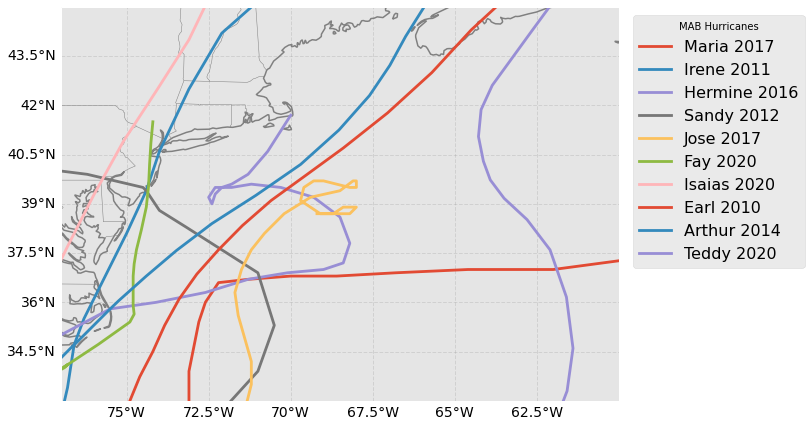 MAB Hurricanes
Maria 2017
Irene 2011
Hermine 2016
Sandy 2012
Jose 2017
Fay 2020
Isaias 2020
Earl 2010
Arthur 2014
Teddy 2020
43.5°N
42°N
40.5°N
39°N
37.5°N
36°N
34.5°N
75°W 72.5°W 70°W 67.5°W 65°W 62.5°W